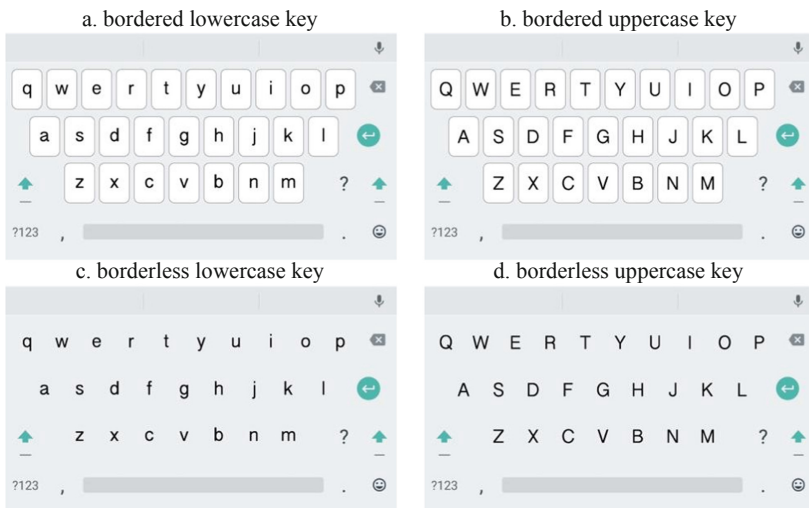 a. bordered lowercase key
q w e r t y u i o p
a s d f g h j k l
z x c v b n m ?
?123 , .
b. bordered uppercase key
Q W E R T Y U I O P
A S D F G H J K L
Z X C V B N M ?
?123 , .
c. borderless lowercase key
q w e r t y u i o p
a s d f g h j k l
z x c v b n m ?
?123 , .
d. borderless uppercase key
Q W E R T Y U I O P
A S D F G H J K L
Z X C V B N M ?
?123 , .